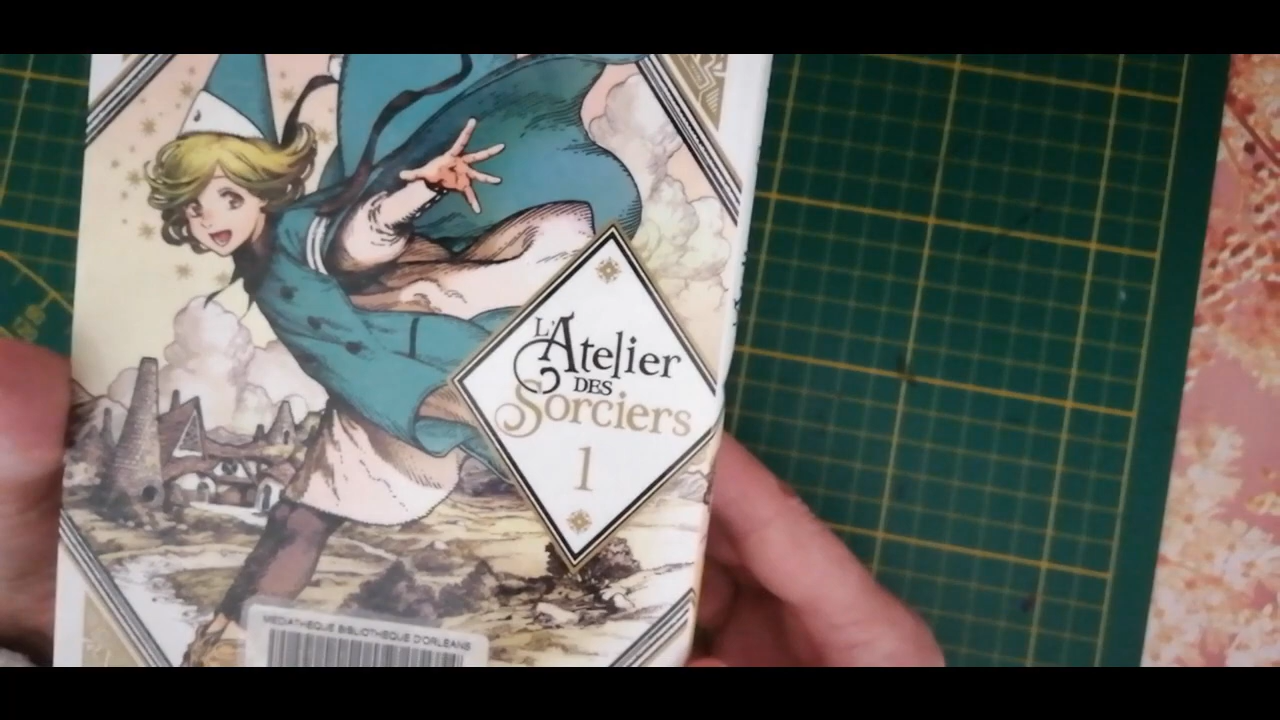 L'Atelier
DES
Sorciers
1
MEDIATHEQUE BIBLIOTHEQUE D'ORLEANS